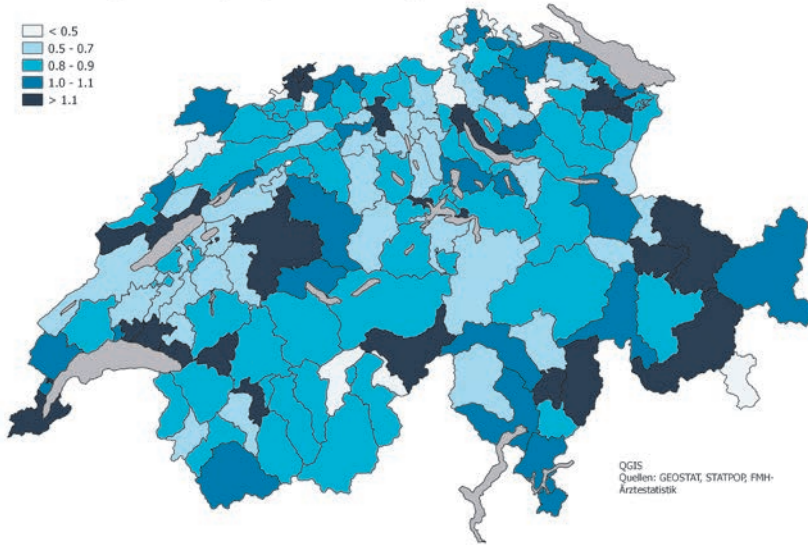 < 0.5
0.5 - 0.7
0.8 - 0.9
1.0 - 1.1
> 1.1
QGIS
Quellen: GEOSTAT, STATPOP, FMH-
Ärztestatistik